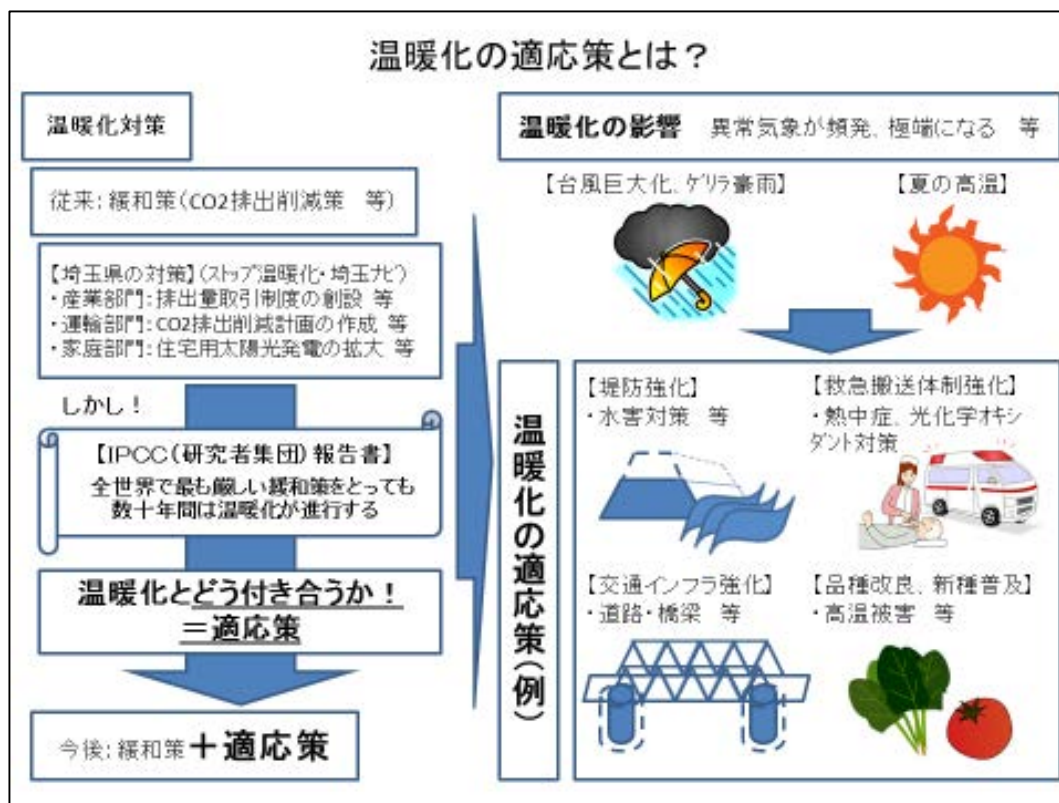 温暖化の適応策とは？
温暖化対策
従来：緩和策（CO2排出削減策　等）
【埼玉県の対策】（ｽﾄｯﾌﾟ温暖化・埼玉ﾅﾋﾞ）
・産業部門：排出量取引制度の創設 等
・運輸部門：CO2排出削減計画の作成 等
・家庭部門：住宅用太陽光発電の拡大 等
しかし！
【IPCC（研究者集団）報告書】
全世界で最も厳しい緩和策をとっても
数十年間は温暖化が進行する
温暖化とどう付き合うか！
＝適応策
今後：緩和策＋適応策
温暖化の影響　異常気象が頻発、極端になる　等
【台風巨大化、ｹﾞﾘﾗ豪雨】
【夏の高温】
温暖化の適応策（例）
【堤防強化】
・水害対策　等
【救急搬送体制強化】
・熱中症、光化学ｵｷｼ
ﾀﾞﾝﾄ対策
【交通インフラ強化】
・道路・橋梁　等
【品種改良、新種普及】
・高温被害　等